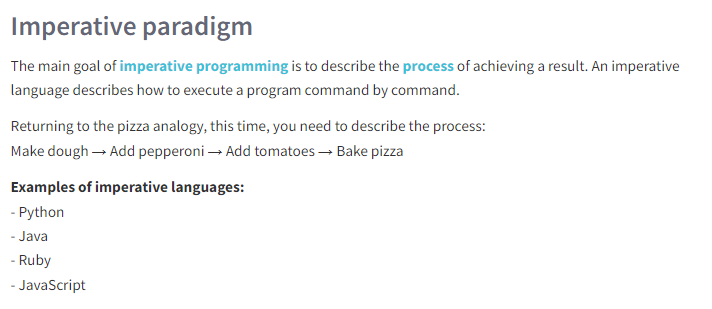 Imperative paradigm
The main goal of imperative programming is to describe the process of achieving a result. An imperative
language describes how to execute a program command by command.
Returning to the pizza analogy, this time, you need to describe the process:
Make dough → Add pepperoni → Add tomatoes → Bake pizza
Examples of imperative languages:
- Python
- Java
- Ruby
- JavaScript